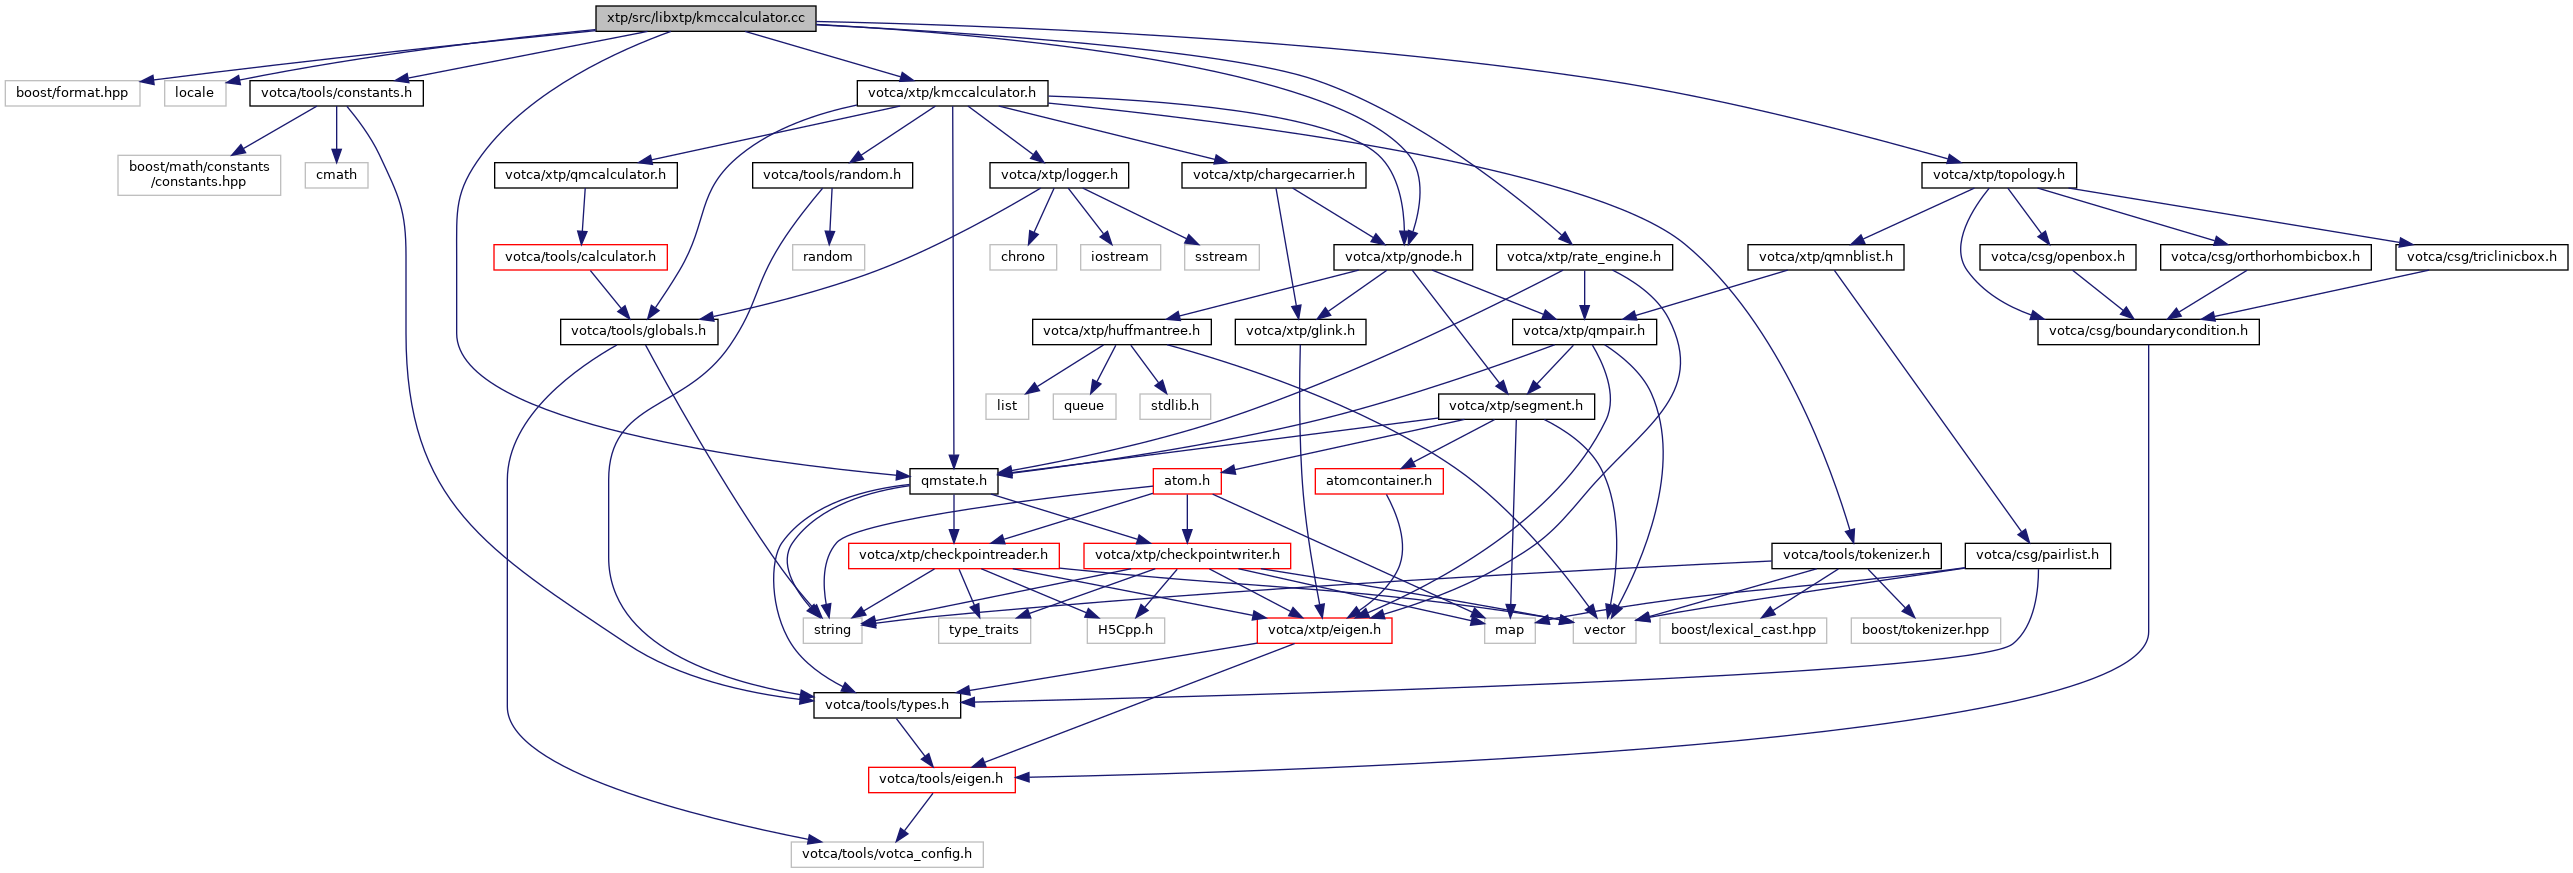 xtp/src/libxtp/kmccalculator.cc
boost/format.hpp
locale
votca/tools/constants.h
votca/xtp/kmccalculator.h
boost/math/constants
/constants.hpp
cmath
votca/xtp/qmcalculator.h
votca/tools/random.h
votca/xtp/logger.h
votca/xtp/chargecarrier.h
votca/xtp/topology.h
votca/tools/calculator.h
random
chrono
iostream
sstream
votca/xtp/gnode.h
votca/xtp/rate_engine.h
votca/xtp/qmnblist.h
votca/csg/openbox.h
votca/csg/orthorhombicbox.h
votca/csg/triclinicbox.h
votca/tools/globals.h
votca/xtp/huffmantree.h
votca/xtp/glink.h
votca/xtp/qmpair.h
votca/csg/boundarycondition.h
list
queue
stdlib.h
votca/xtp/segment.h
qmstate.h
atom.h
atomcontainer.h
votca/xtp/checkpointreader.h
votca/xtp/checkpointwriter.h
votca/tools/tokenizer.h
votca/csg/pairlist.h
string
type_traits
H5Cpp.h
votca/xtp/eigen.h
map
vector
boost/lexical_cast.hpp
boost/tokenizer.hpp
votca/tools/types.h
votca/tools/eigen.h
votca/tools/votca_config.h